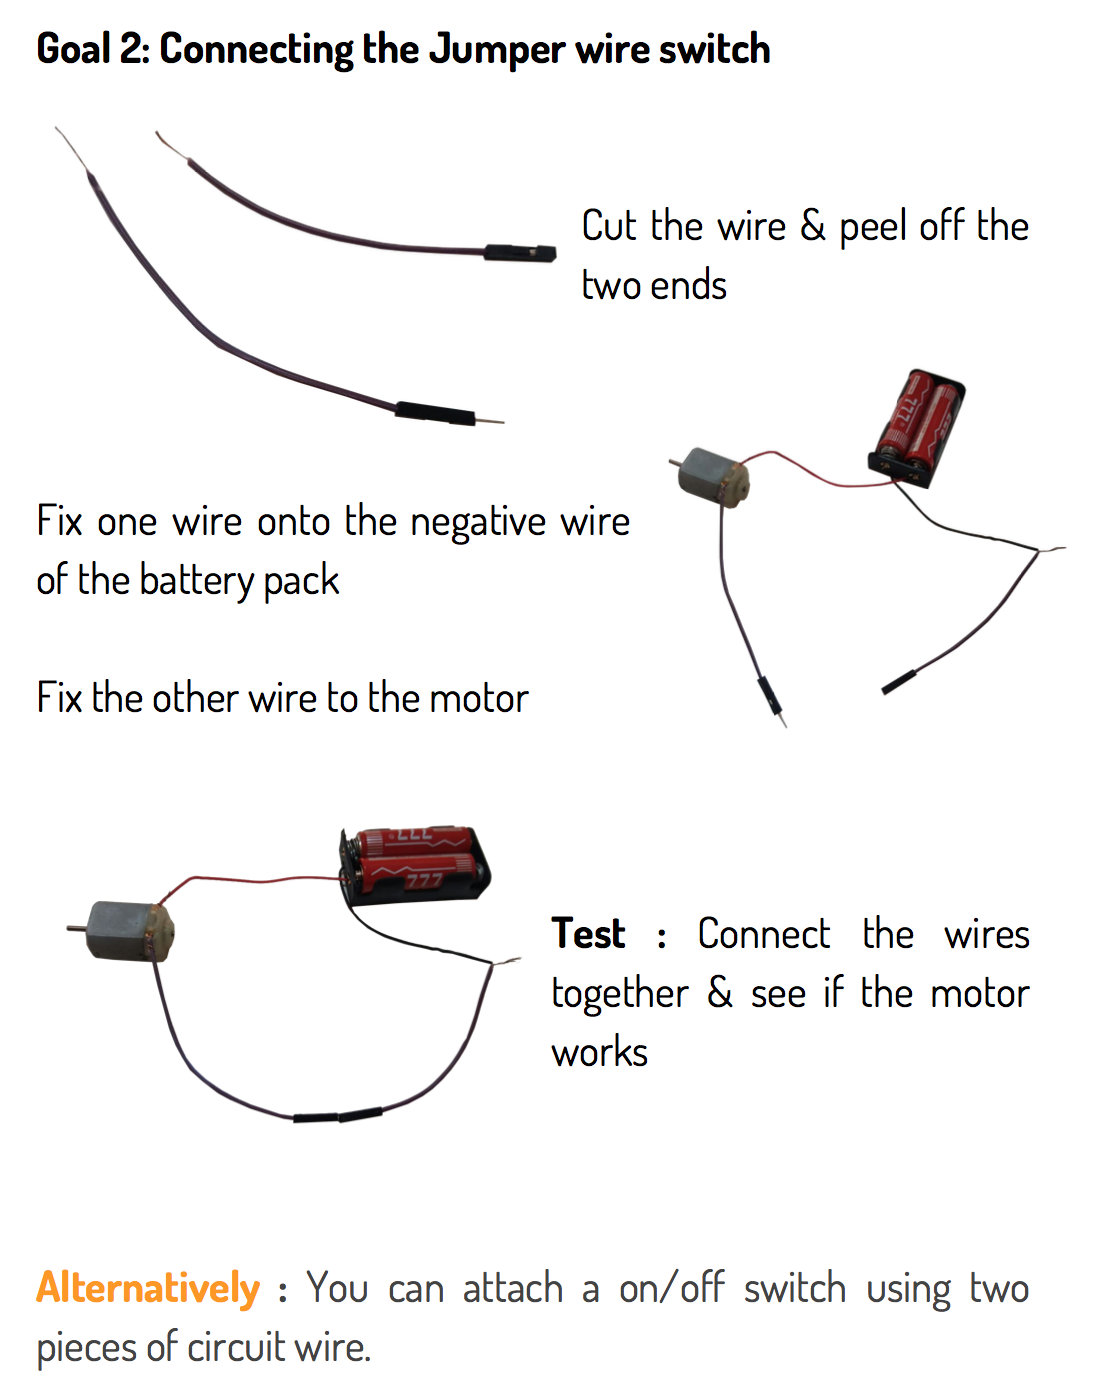 Goal 2: Connecting the Jumper wire switch
Cut the wire & peel off the
two ends
Fix one wire onto the negative wire
of the battery pack
Fix the other wire to the motor
777
777
777
Test : Connect the wires
together & see if the motor
works
Alternatively : You can attach a on/off switch using two
pieces of circuit wire.